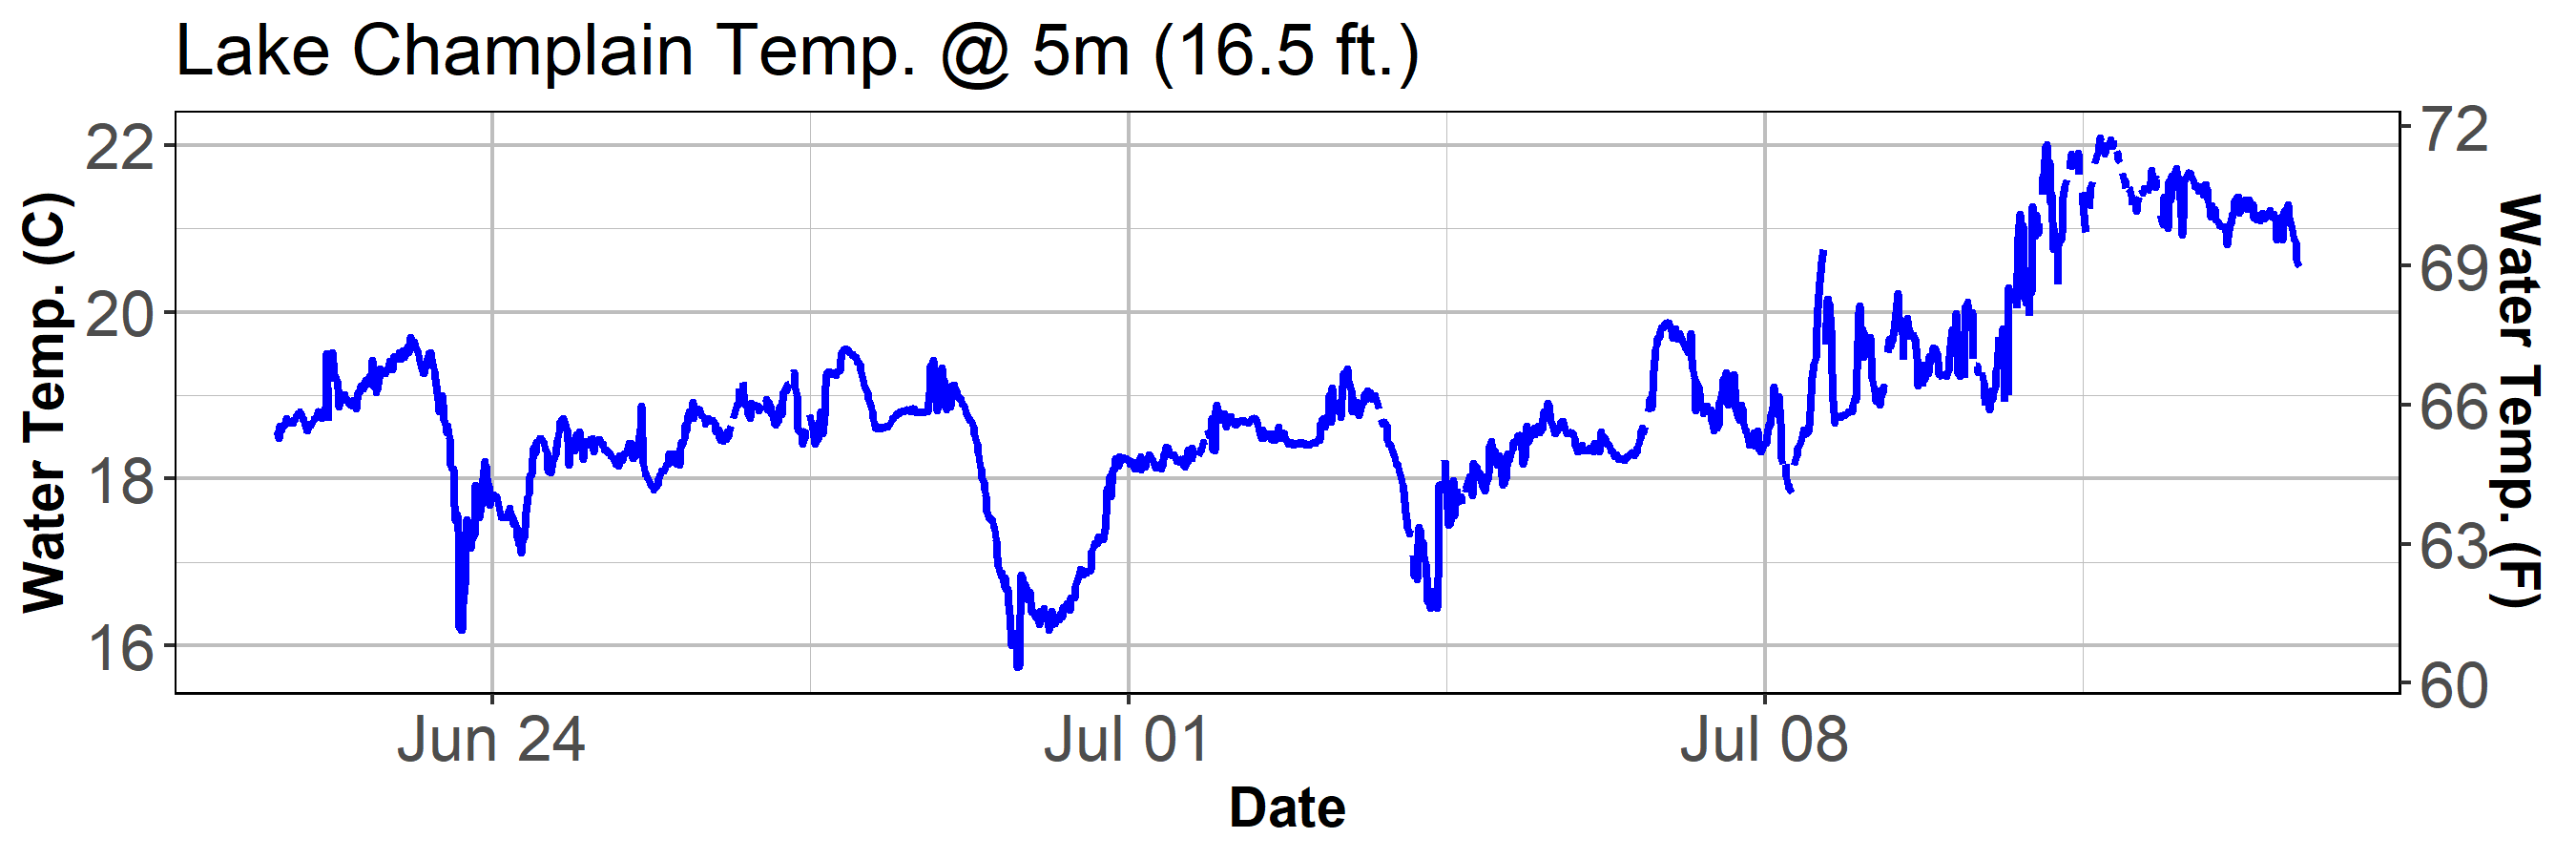 Lake Champlain Temp. @ 5m (16.5 ft.)
Water Temp. (C)
22
20
18
16
72
69
66
63
60
Water Temp. (F)
Jun 24
Jul 01
Jul 08
Date